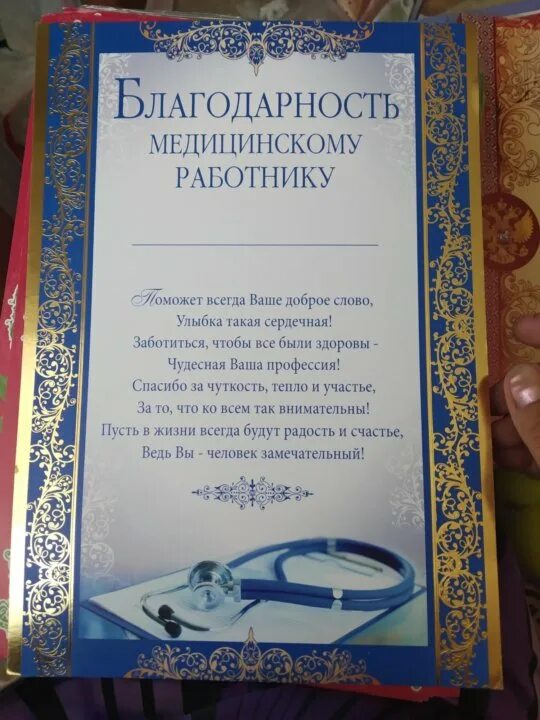 БЛАГОДАРНОСТЬ
МЕДИЦИНСКОМУ
РАБОТНИКУ
Поможет всегда Ваше доброе слово,
Улыбка такая сердечная!
Заботиться, чтобы все были здоровы -
Чудесная Ваша профессия!
Спасибо за чуткость, тепло и участье,
За то, что ко всем так внимательны!
Пусть в жизни всегда будут радость и счастье,
Ведь Вы - человек замечательный!